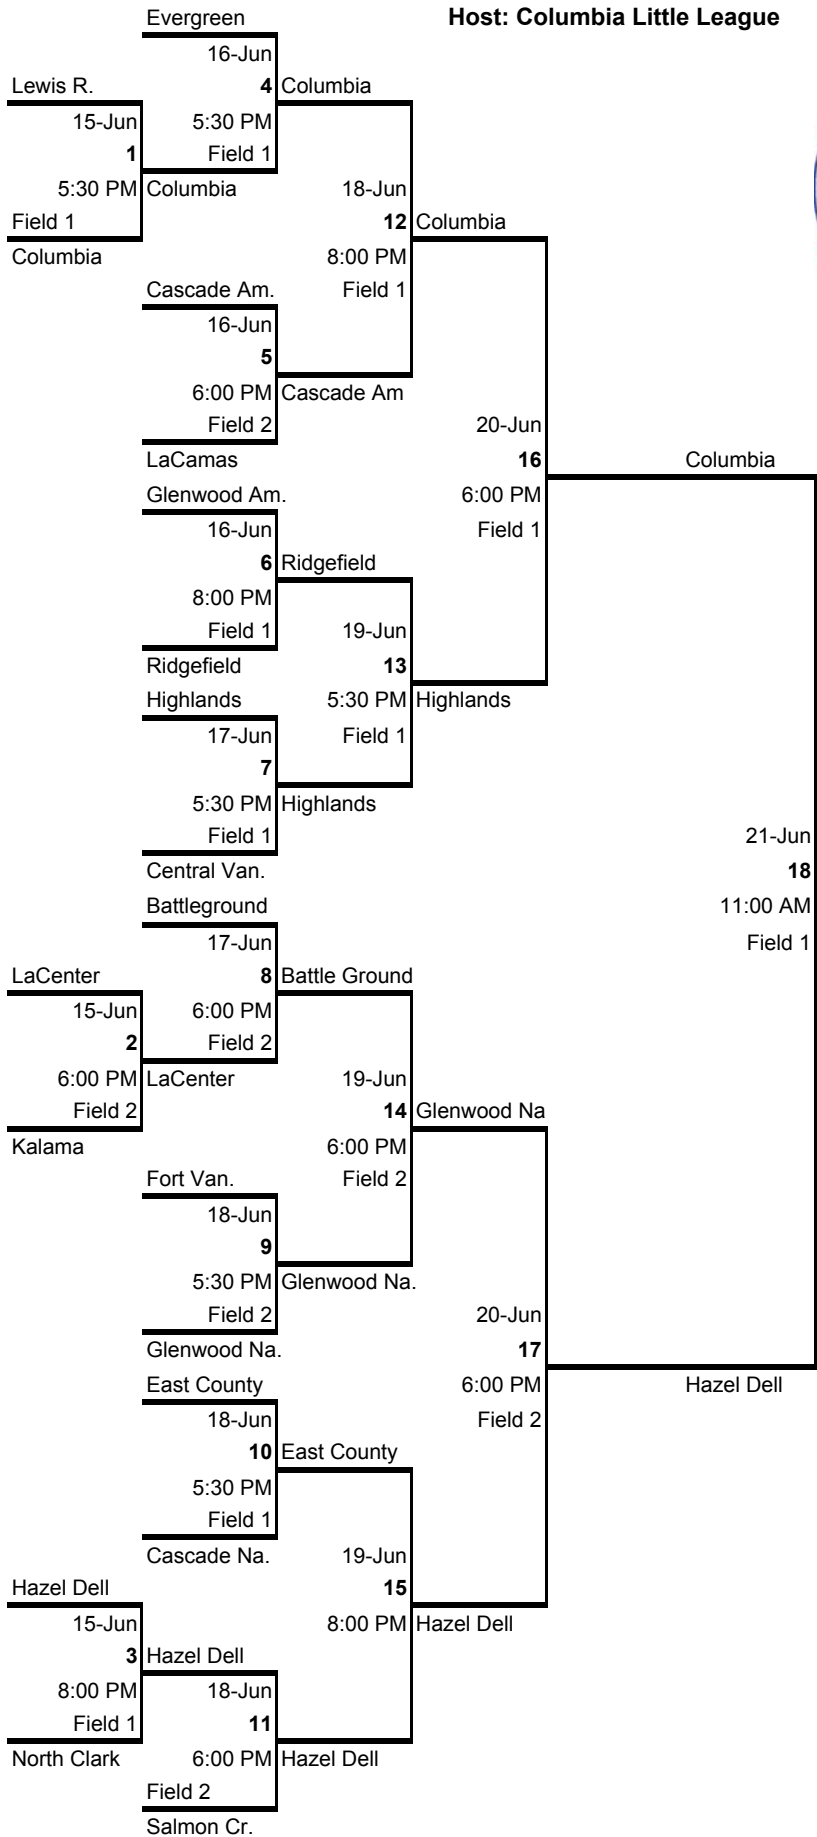 Evergreen
Host: Columbia Little League
16-Jun
Lewis R.
4 Columbia
15-Jun
5:30 PM
1
Field 1
5:30 PM
Columbia
18-Jun
Field 1
12 Columbia
Columbia
8:00 PM
Cascade Am.
Field 1
16-Jun
5
6:00 PM
Cascade Am
Field 2
20-Jun
LaCamas
16
Columbia
Glenwood Am.
6:00 PM
16-Jun
Field 1
6 Ridgefield
8:00 PM
Field 1
19-Jun
Ridgefield
13
Highlands
5:30 PM
Highlands
17-Jun
Field 1
7
5:30 PM
Highlands
Field 1
21-Jun
Central Van.
18
Battleground
11:00 AM
17-Jun
Field 1
LaCenter
8 Battle Ground
15-Jun
6:00 PM
2
Field 2
6:00 PM
LaCenter
19-Jun
Field 2
14 Glenwood Na
Kalama
6:00 PM
Fort Van.
Field 2
18-Jun
9
5:30 PM
Glenwood Na.
Field 2
20-Jun
Glenwood Na.
17
East County
6:00 PM
Hazel Dell
18-Jun
Field 2
10 East County
5:30 PM
Field 1
Cascade Na.
19-Jun
Hazel Dell
15
15-Jun
8:00 PM
Hazel Dell
3 Hazel Dell
8:00 PM
18-Jun
Field 1
11
North Clark
6:00 PM
Hazel Dell
Field 2
Salmon Cr.